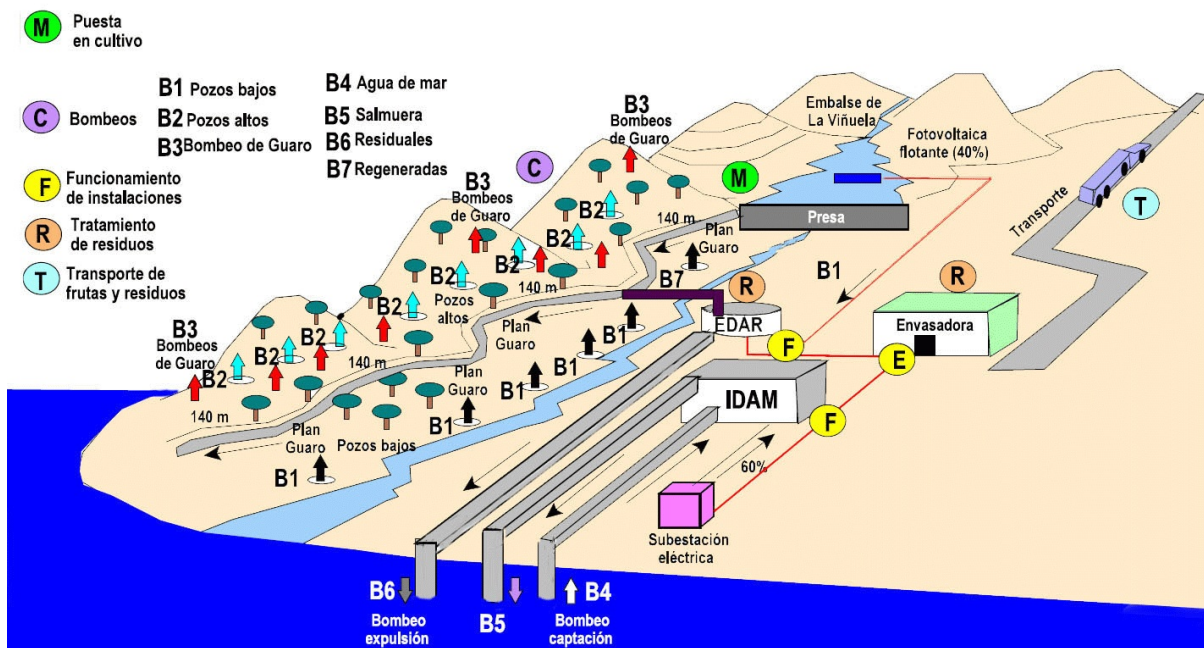 M Puesta
en cultivo
C Bombeos
B1 Pozos bajos
B2 Pozos altos
B3 Bombeo de Guaro
B4 Agua de mar
B5 Salmuera
B6 Residuales
B7 Regeneradas
F Funcionamiento
de instalaciones
R Tratamiento
de residuos
T Transporte de
frutas y residuos
B3
Bombeos
de Guaro
C
Embalse de
La Viñuela
Fotovoltaica
flotante (40%)
M
Presa
Transporte
T
B3
Bombeos
de Guaro
B2
B2
B2
140 m
Plan
Guaro
B1
B7
R
R
B2
Pozos
altos
140 m
EDAR
F
Envasadora
E
B2
B2
B3
Bombeos
de Guaro
B2
140 m
Plan
Guaro
B1
B1
B1
Plan
Guaro
IDAM
F
140 m
Plan
Guaro
Pozos bajos
B1
B1
60%
Subestación
eléctrica
B6
Bombeo
expulsión
B5
B4
Bombeo
captación